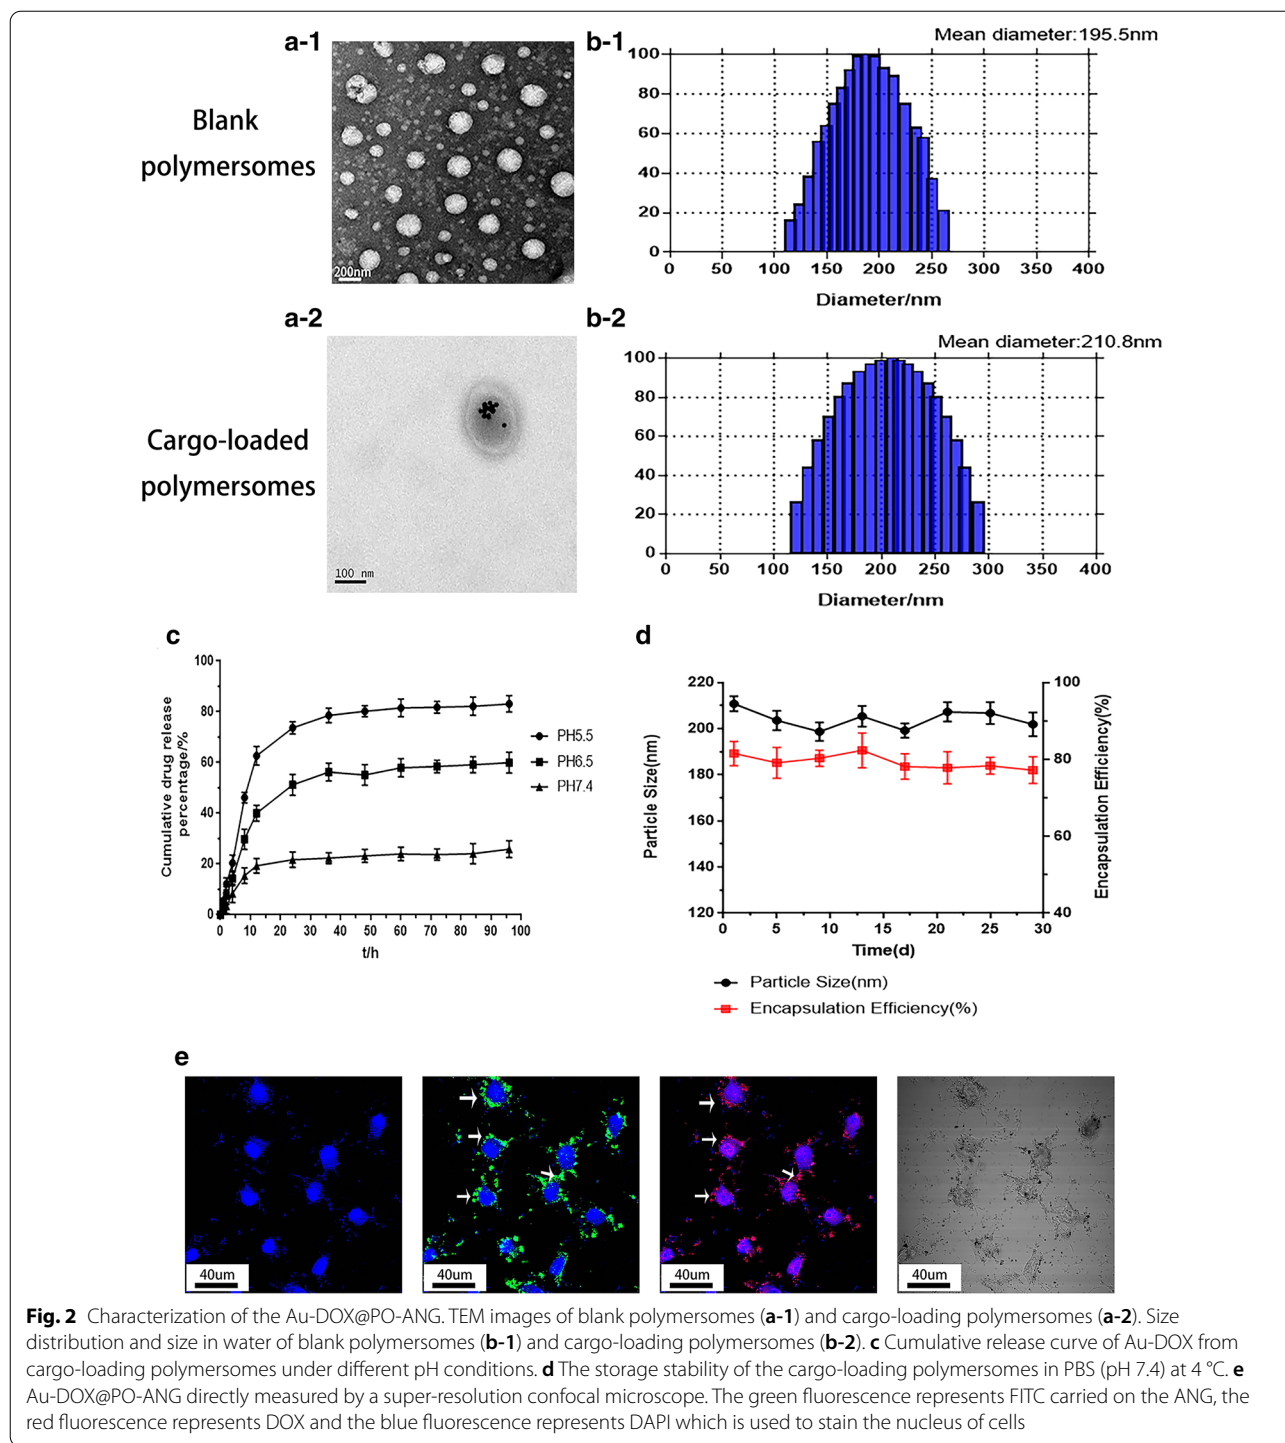 a-1
Blank
polymersomes
200nm
b-1
Mean diameter:195.5nm
100
80
60
40
20
0
0 50 100 150 200 250 300 350 400
Diameter/nm
a-2
Cargo-loaded
polymersomes
100 nm
b-2
Mean diameter:210.8nm
100
80
60
40
20
0
0 50 100 150 200 250 300 350 400
Diameter/nm
c
Cumulative drug release
percentage/%
100
80
60
40
20
0
0 10 20 30 40 50 60 70 80 90 100
t/h
PH5.5
PH6.5
PH7.4
d
Particle Size(nm)
220
200
180
160
140
120
0 5 10 15 20 25 30
Time(d)
100
80
60
40
Encapsulation Efficiency(%)
Particle Size(nm)
Encapsulation Efficiency(%)
e
40um
40um
40um
40um
Fig. 2 Characterization of the Au-DOX@PO-ANG. TEM images of blank polymersomes (a-1) and cargo-loading polymersomes (a-2). Size
distribution and size in water of blank polymersomes (b-1) and cargo-loading polymersomes (b-2). c Cumulative release curve of Au-DOX from
cargo-loading polymersomes under different pH conditions. d The storage stability of the cargo-loading polymersomes in PBS (pH 7.4) at 4 °C. e
Au-DOX@PO-ANG directly measured by a super-resolution confocal microscope. The green fluorescence represents FITC carried on the ANG, the
red fluorescence represents DOX and the blue fluorescence represents DAPI which is used to stain the nucleus of cells